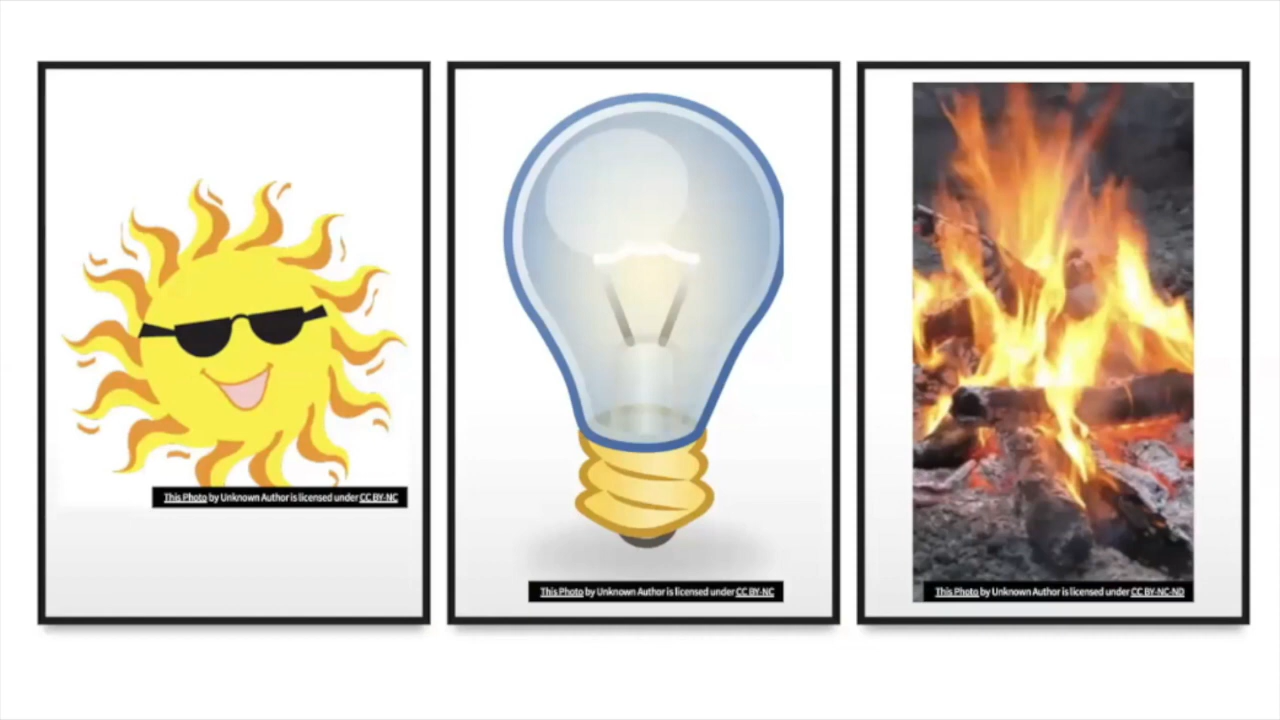 This Photo by Unknown Author is licensed under CC BY-NC
This Photo by Unknown Author is licensed under CC BY-NC
This Photo by Unknown Author is licensed under CC BY-NC-ND